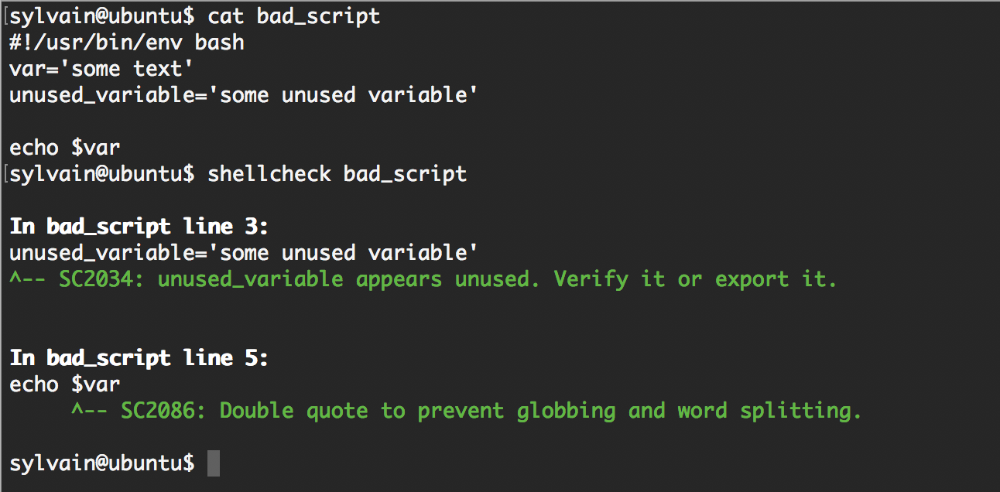 [sylvain@ubuntu$ cat bad_script
#!/usr/bin/env bash
var='some text'
unused_variable='some unused variable'

echo $var
[sylvain@ubuntu$ shellcheck bad_script

In bad_script line 3:
unused_variable='some unused variable'
^-- SC2034: unused_variable appears unused. Verify it or export it.


In bad_script line 5:
echo $var
     ^-- SC2086: Double quote to prevent globbing and word splitting.

sylvain@ubuntu$